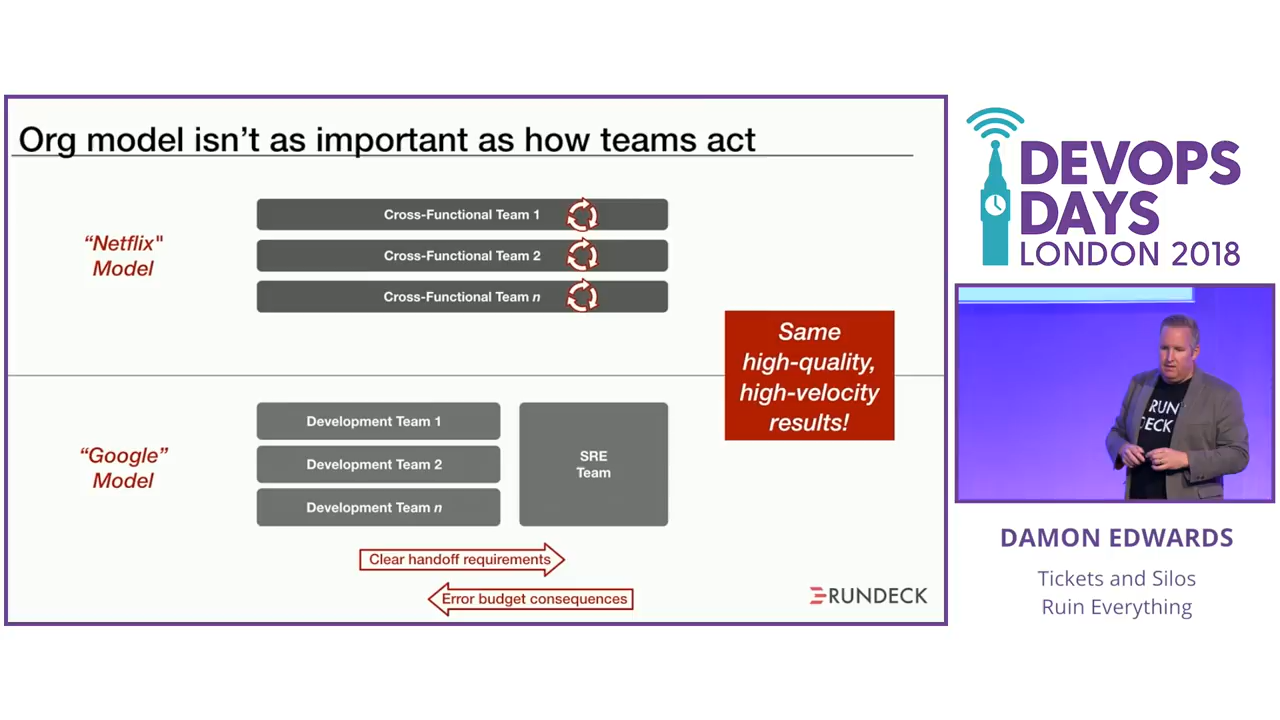 Org model isn't as important as how teams act
“Netflix"
Model
Cross-Functional Team 1
Cross-Functional Team 2
Cross-Functional Team n
Same
high-quality,
high-velocity
results!
“Google”
Model
Development Team 1
Development Team 2
Development Team n
SRE
Team
Clear handoff requirements
Error budget consequences
RUNDECK
DEVOPS
DAYS
LONDON 2018
RUN
DECK
DAMON EDWARDS
Tickets and Silos
Ruin Everything